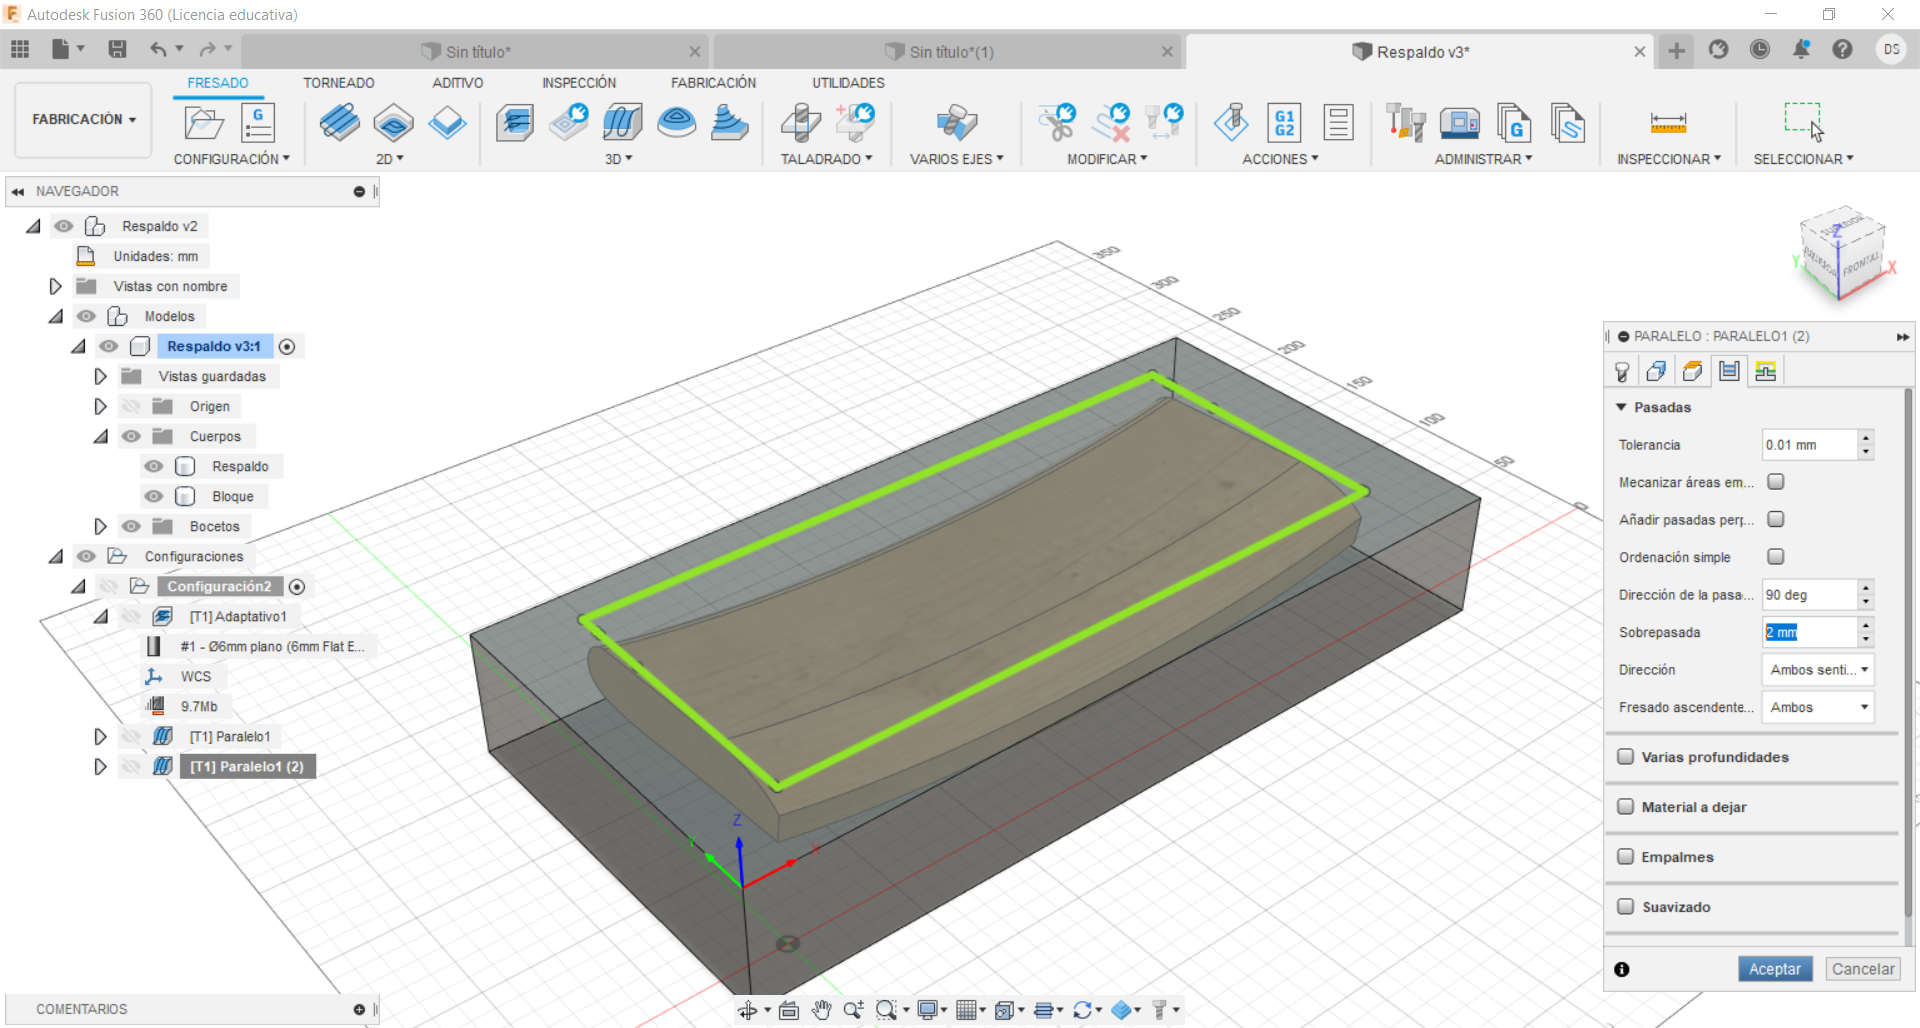 Autodesk Fusion 360 (Licencia educativa)
Sin título*
Sin título*(1)
Respaldo v3*
DS
FRESADO
TORNEADO
ADITIVO
INSPECCIÓN
FABRICACIÓN
UTILIDADES
FABRICACIÓN
CONFIGURACIÓN
2D
3D
TALADRADO
VARIOS EJES
MODIFICAR
G1
G2
ACCIONES
ADMINISTRAR
INSPECCIONAR
SELECCIONAR
NAVEGADOR
Respaldo v2
Unidades: mm
Vistas con nombre
Modelos
Respaldo v3:1
Vistas guardadas
Origen
Cuerpos
Respaldo
Bloque
Bocetos
Configuraciones
Configuración2
[T1] Adaptativo1
#1 - Ø6mm plano (6mm Flat E...
WCS
9.7Mb
[T1] Paralelo1
[T1] Paralelo1 (2)
COMENTARIOS
350
300
250
200
150
100
50
0
Z
Y
X
SUPERIOR
FRONTAL
Z
Y
X
PARALELO : PARALELO1 (2)
Pasadas
Tolerancia
0.01 mm
Mecanizar áreas em...
Añadir pasadas perp...
Ordenación simple
Dirección de la pasa...
90 deg
Sobrepasada
2 mm
Dirección
Ambos senti...
Fresado ascendente...
Ambos
Varias profundidades
Material a dejar
Empalmes
Suavizado
Aceptar
Cancelar